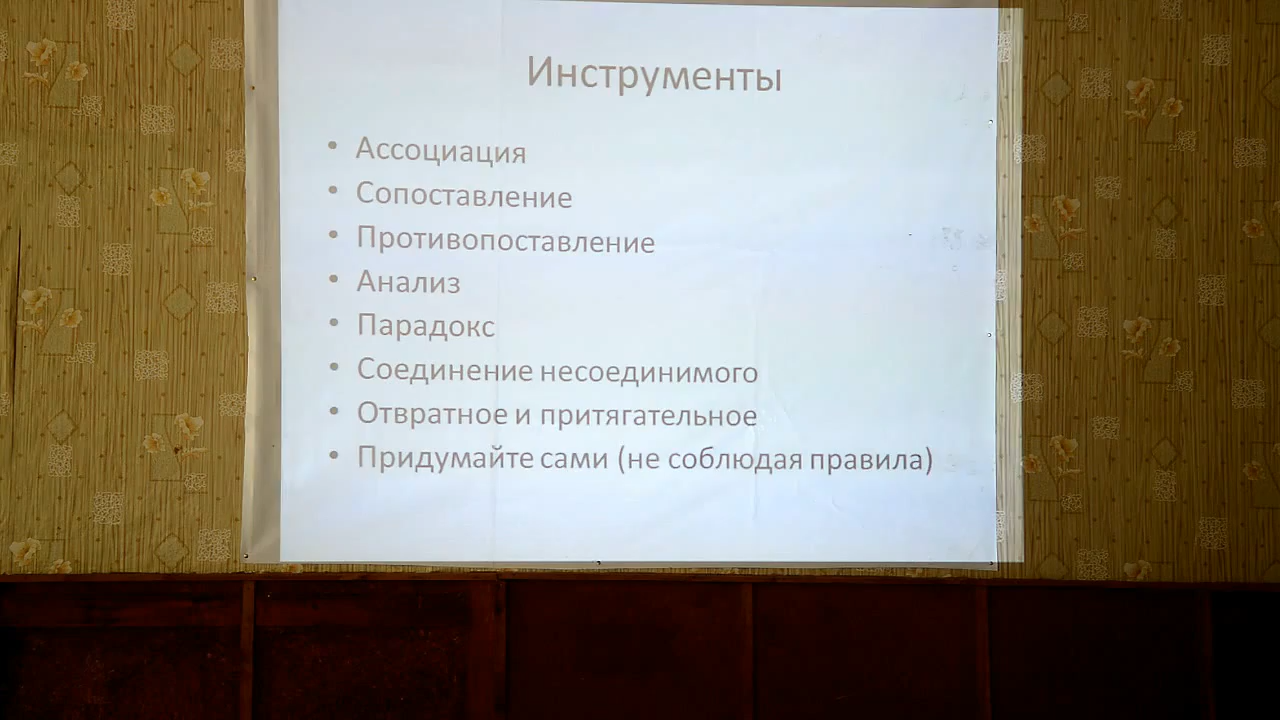 Инструменты
• Ассоциация
• Сопоставление
• Противопоставление
• Анализ
• Парадокс
• Соединение несоединимого
• Отвратное и притягательное
• Придумайте сами (не соблюдая правила)